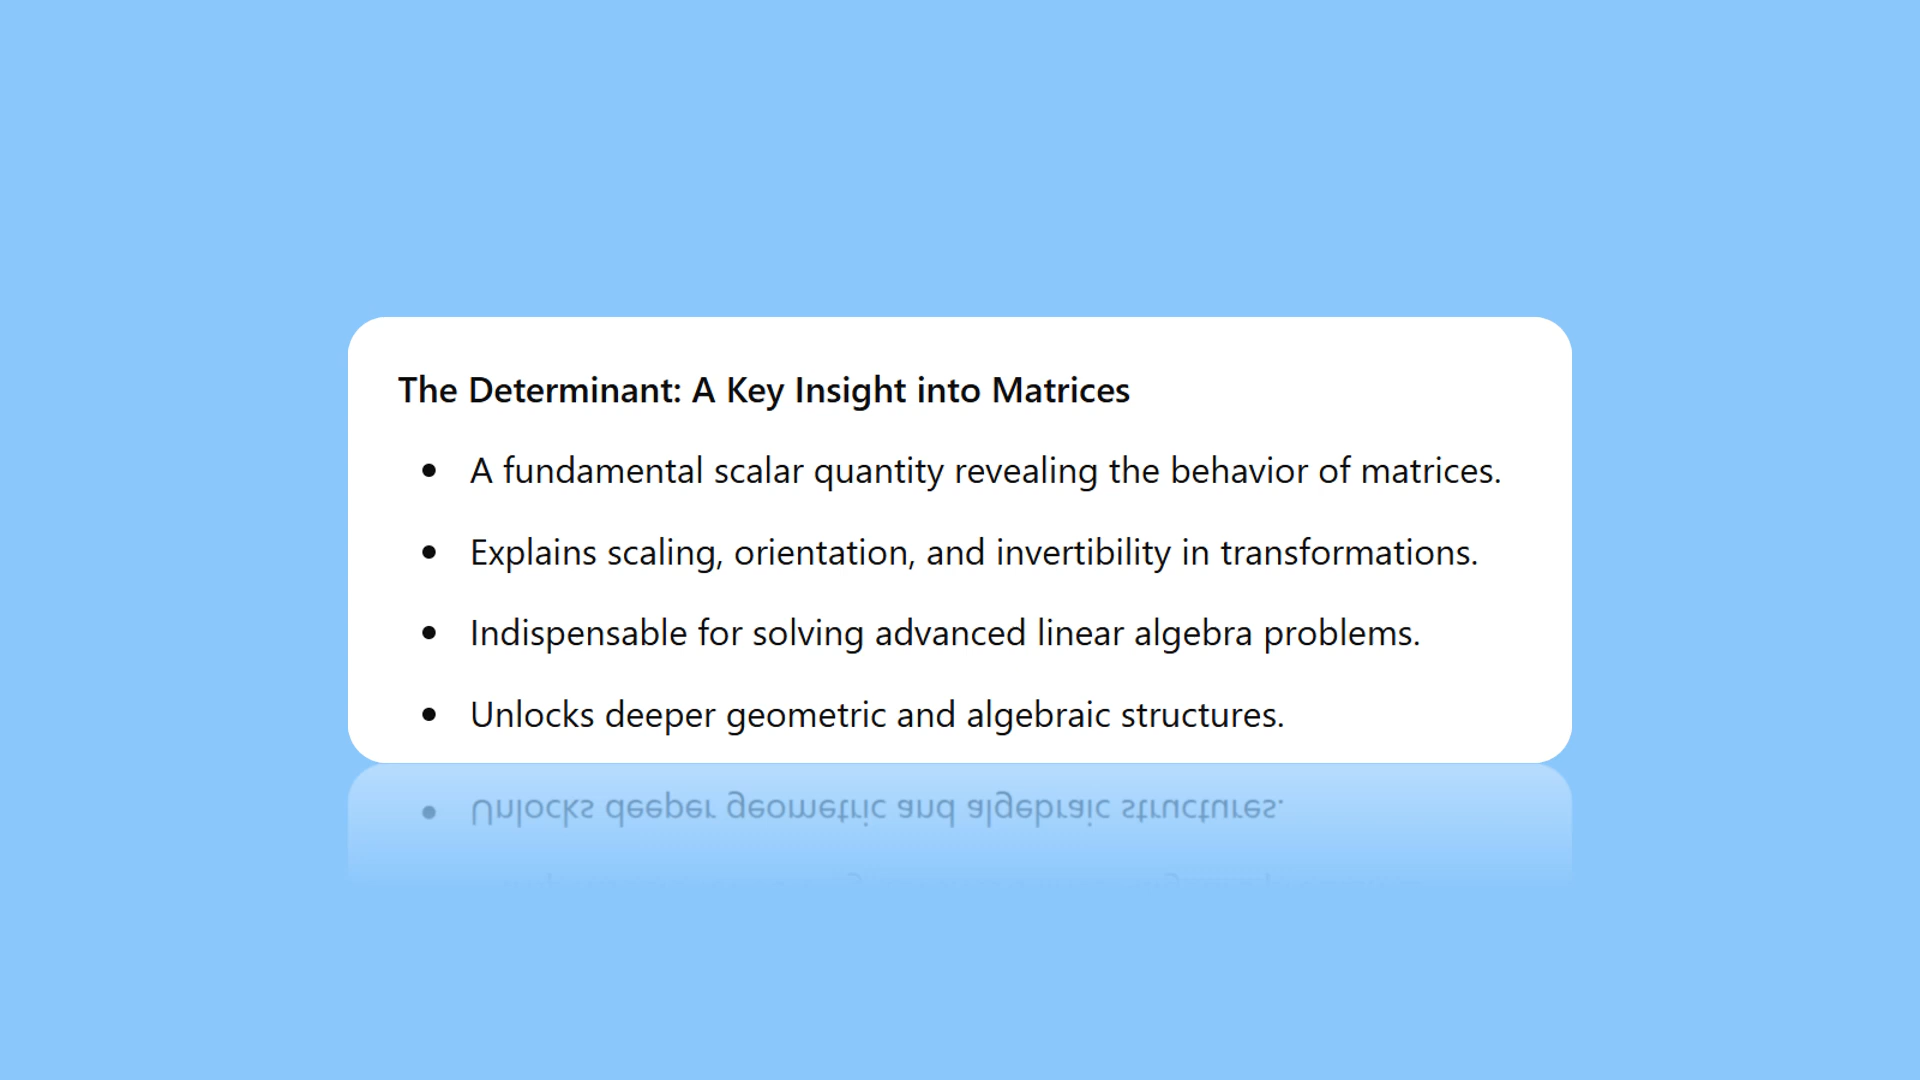 The Determinant: A Key Insight into Matrices
• A fundamental scalar quantity revealing the behavior of matrices.
• Explains scaling, orientation, and invertibility in transformations.
• Indispensable for solving advanced linear algebra problems.
• Unlocks deeper geometric and algebraic structures.